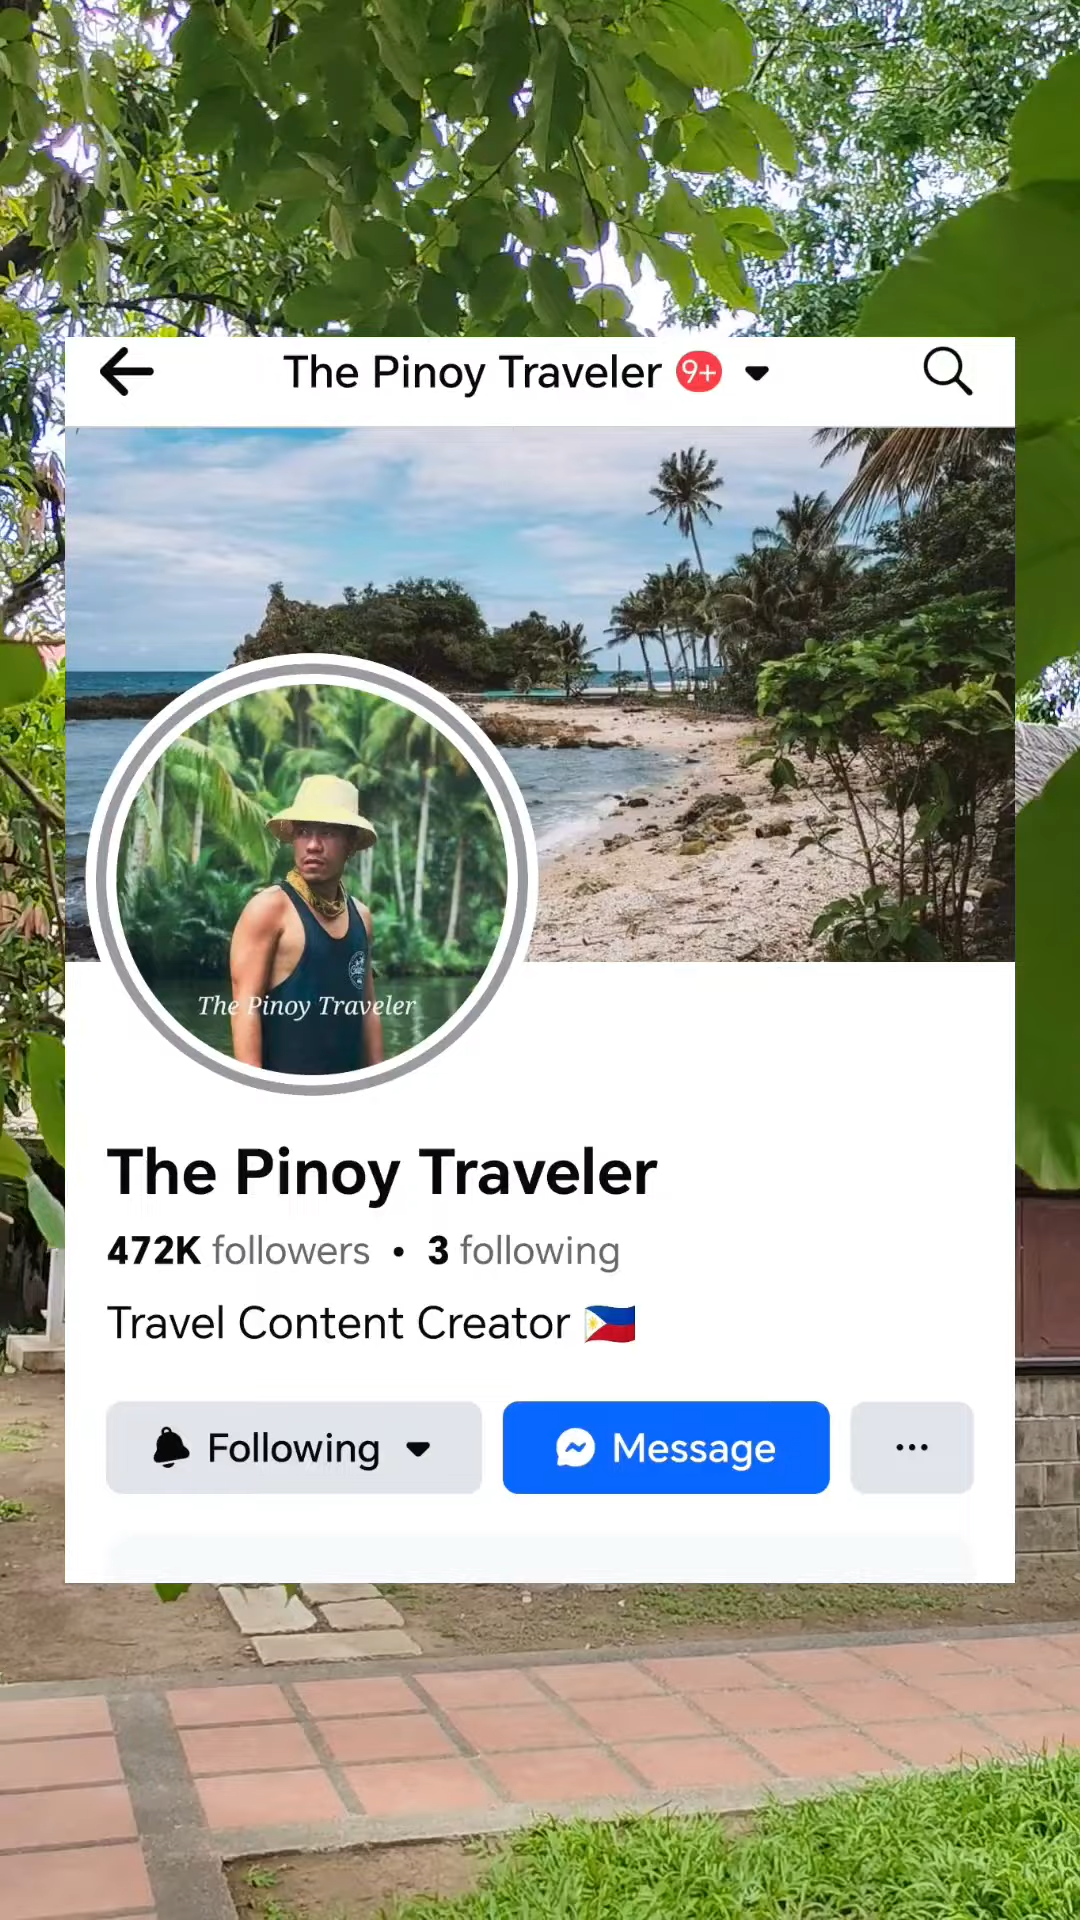 The Pinoy Traveler 9+
The Pinoy Traveler
The Pinoy Traveler
472K followers • 3 following
Travel Content Creator 🇵🇭
Following
Message